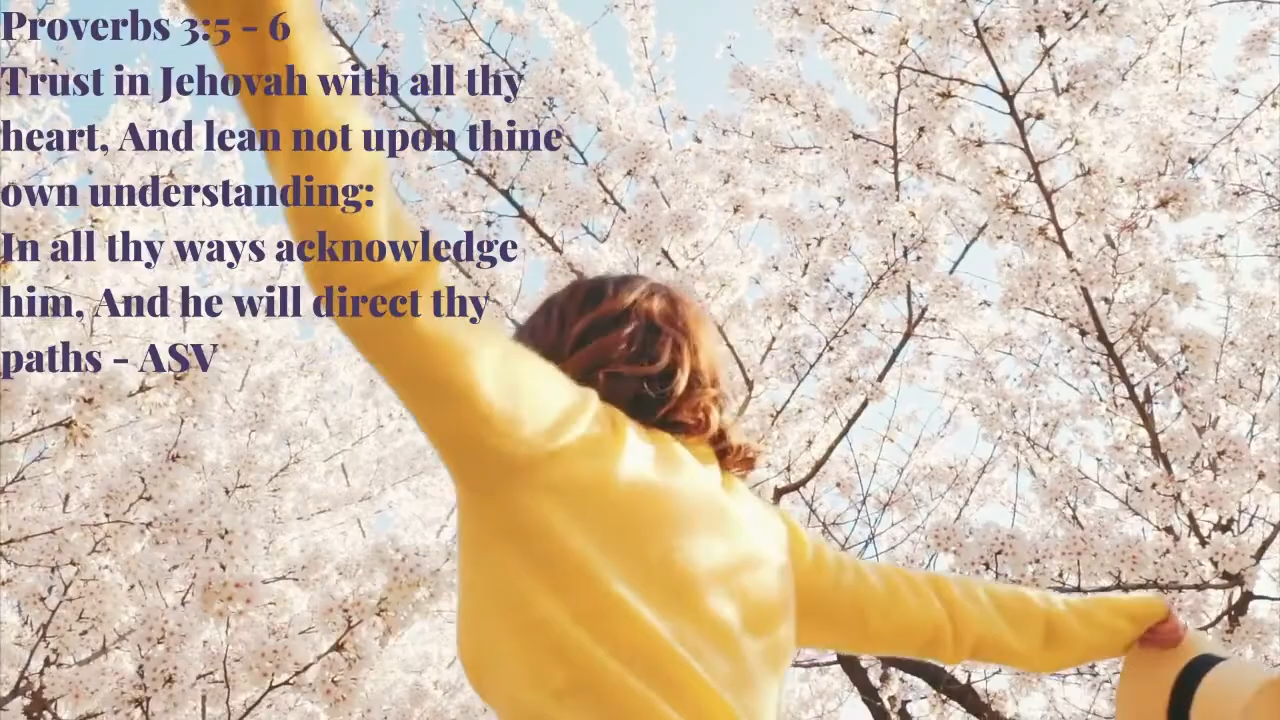 Proverbs 3:5 - 6
Trust in Jehovah with all thy
heart, And lean not upon thine
own understanding:
In all thy ways acknowledge
him, And he will direct thy
paths - ASV